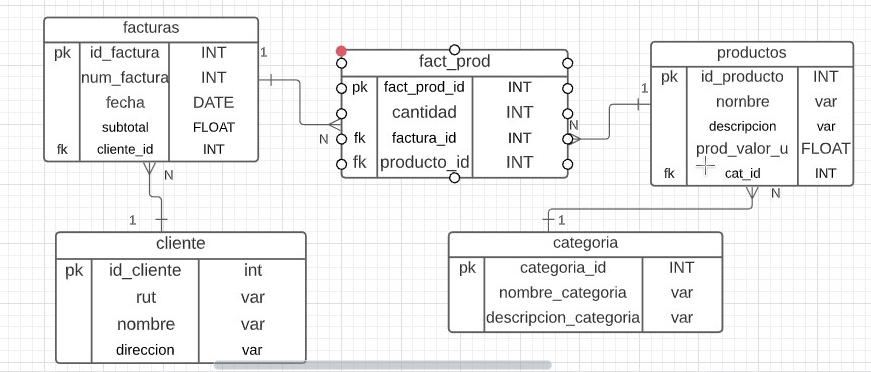 facturas
pk id_factura INT
num_factura INT
fecha DATE
subtotal FLOAT
fk cliente_id INT
1
N
fact_prod
pk fact_prod_id INT
cantidad INT
fk factura_id INT
fk producto_id INT
N
1
productos
pk id_producto INT
nornbre var
descripcion var
prod_valor_u FLOAT
fk cat_id INT
N
1
N
1
cliente
pk id_cliente int
rut var
nombre var
direccion var
categoria
pk categoria_id INT
nombre_categoria var
descripcion_categoria var